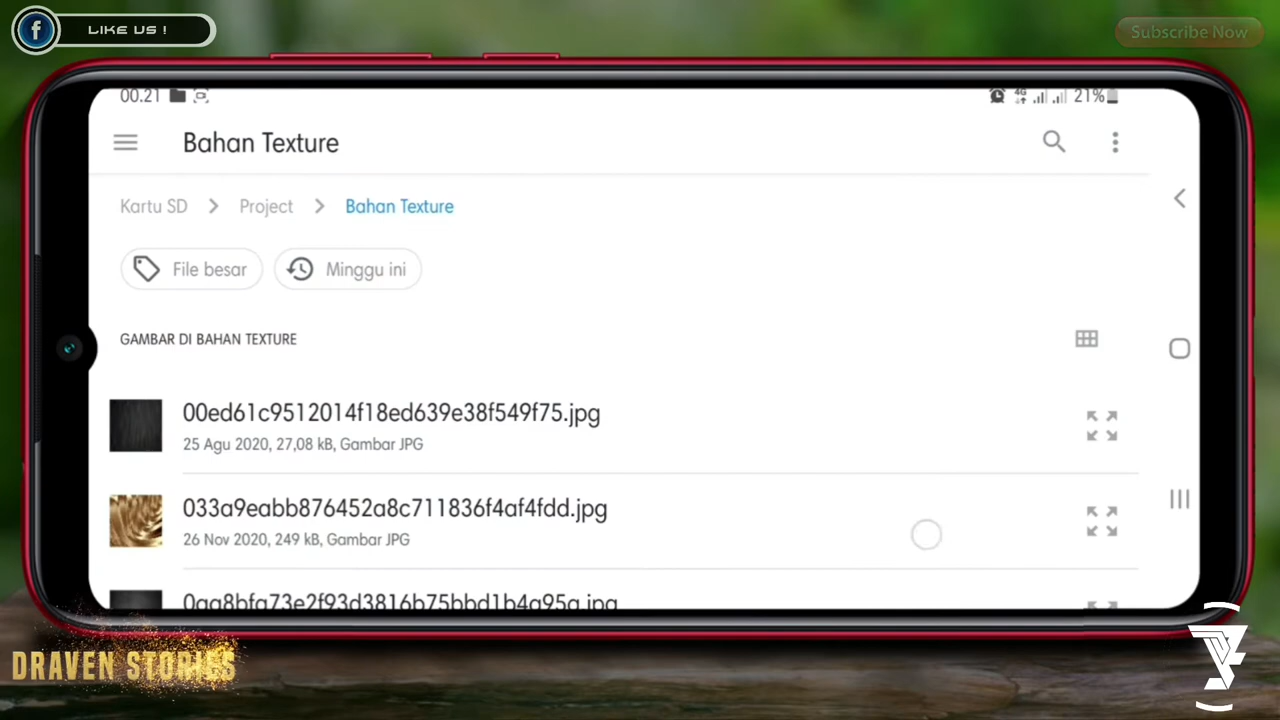 LIKE US !
Subscribe Now
00.21
4G
21%
Bahan Texture
Kartu SD
Project
Bahan Texture
File besar
Minggu ini
GAMBAR DI BAHAN TEXTURE
00ed61c9512014f18ed639e38f549f75.jpg
25 Agu 2020, 27,08 kB, Gambar JPG
033a9eabb876452a8c711836f4af4fdd.jpg
26 Nov 2020, 249 kB, Gambar JPG
DRAVEN STORIES